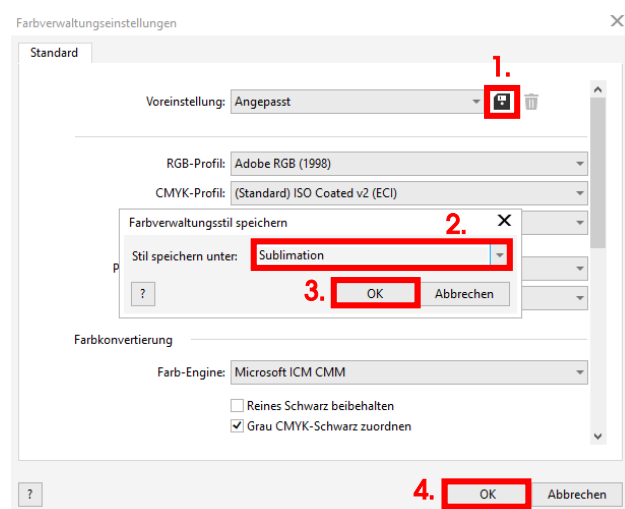 Farbverwaltungseinstellungen
Standard
1.
Voreinstellung: Angepasst
RGB-Profil: Adobe RGB (1998)
CMYK-Profil: (Standard) ISO Coated v2 (ECI)
Farbverwaltungsstil speichern
2.
Stil speichern unter: Sublimation
P
? 3. OK Abbrechen
Farbkonvertierung
Farb-Engine: Microsoft ICM CMM
Reines Schwarz beibehalten
Grau CMYK-Schwarz zuordnen
? 4. OK Abbrechen